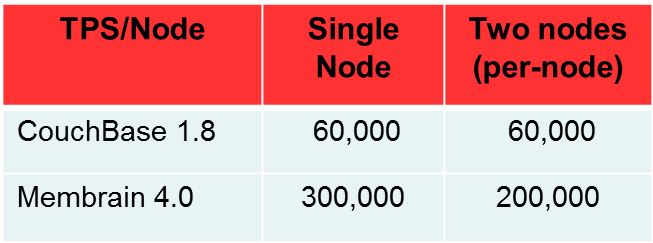 TPS/Node
Single
Node
Two nodes
(per-node)
CouchBase 1.8
60,000
60,000
Membrain 4.0
300,000
200,000